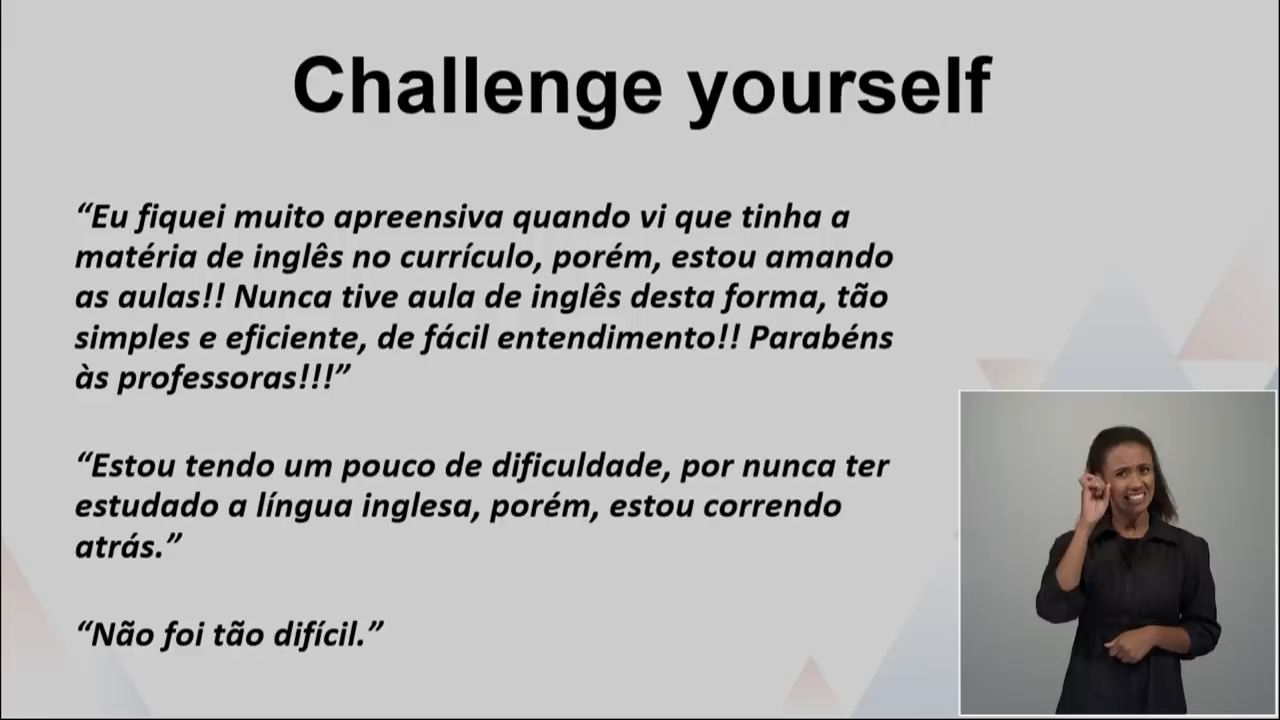 Challenge yourself
“Eu fiquei muito apreensiva quando vi que tinha a
matéria de inglês no currículo, porém, estou amando
as aulas!! Nunca tive aula de inglês desta forma, tão
simples e eficiente, de fácil entendimento!! Parabéns
às professoras!!!”
“Estou tendo um pouco de dificuldade, por nunca ter
estudado a língua inglesa, porém, estou correndo
atrás.”
“Não foi tão difícil.”